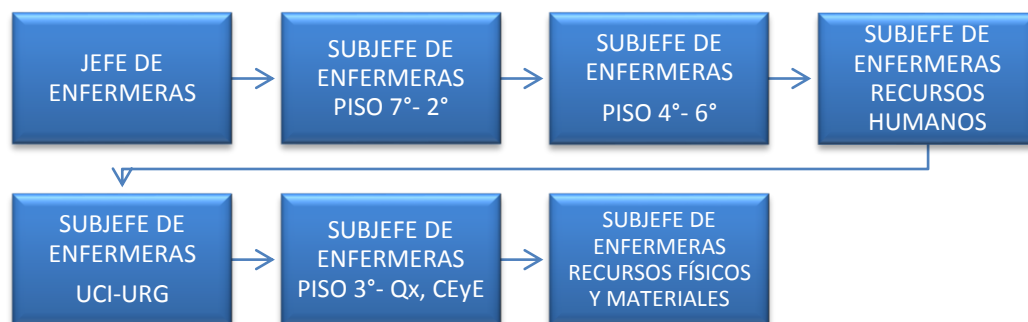 JEFE DE
ENFERMERAS
SUBJEFE DE
ENFERMERAS
PISO 7°- 2°
SUBJEFE DE
ENFERMERAS
PISO 4°- 6°
SUBJEFE DE
ENFERMERAS
RECURSOS
HUMANOS
SUBJEFE DE
ENFERMERAS
UCI-URG
SUBJEFE DE
ENFERMERAS
PISO 3°- Qx, CEyE
SUBJEFE DE
ENFERMERAS
RECURSOS FÍSICOS
Y MATERIALES